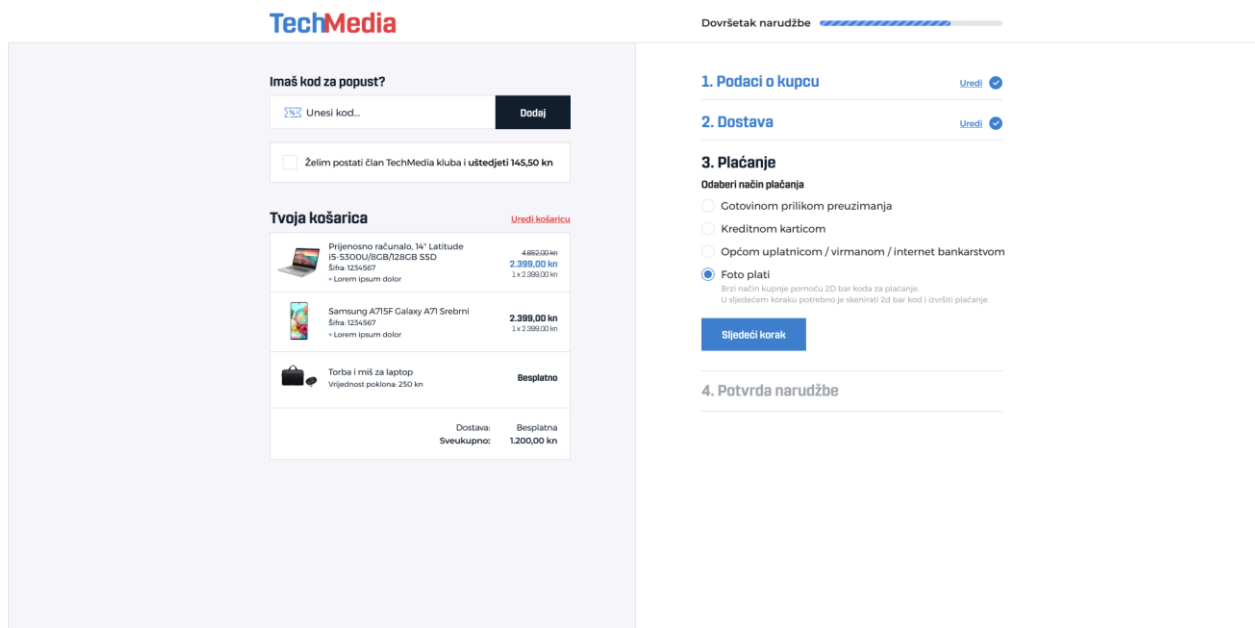 TechMedia
Dovršetak narudžbe
Imaš kod za popust?
Unesi kod...
Dodaj
Želim postati član TechMedia kluba i uštedjeti 145,50 kn
Tvoja košarica
Uredi košaricu
Prijenosno računalo, 14" Latitude
i5-5300U/8GB/128GB SSD
Šifra: 1234567
+ Lorem ipsum dolor
4.852,00 kn
2.399,00 kn
1 x 2.399,00 kn
Samsung A715F Galaxy A71 Srebrni
Šifra: 1234567
+ Lorem ipsum dolor
2.399,00 kn
1 x 2.399,00 kn
Torba i miš za laptop
Vrijednost poklona: 250 kn
Besplatno
Dostava: Besplatna
Sveukupno: 1.200,00 kn
1. Podaci o kupcu
Uredi
2. Dostava
Uredi
3. Plaćanje
Odaberi način plačanja
Gotovinom prilikom preuzimanja
Kreditnom karticom
Općom uplatnicom / virmanom / internet bankarstvom
Foto plati
Brzi način kupnje pomoću 2D bar koda za plaćanje.
U sljedećem koraku potrebno je skenirati 2d bar kod i izvršiti plaćanje.
Sljedeći korak
4. Potvrda narudžbe